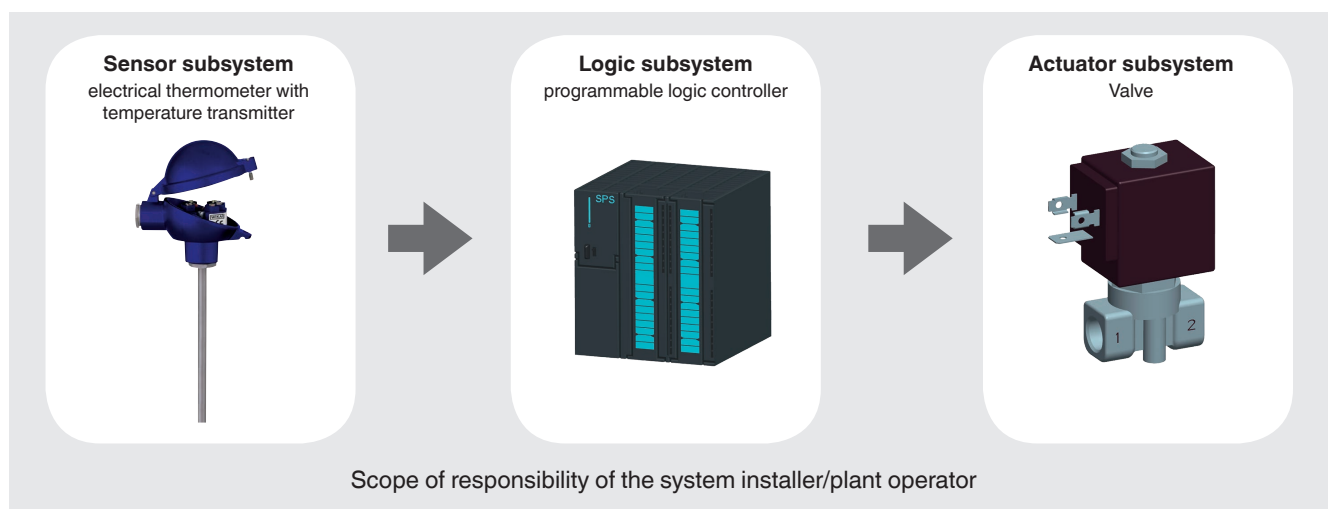 Sensor subsystem
electrical thermometer with
temperature transmitter
Logic subsystem
programmable logic controller
SPS
Actuator subsystem
Valve
1
2
Scope of responsibility of the system installer/plant operator